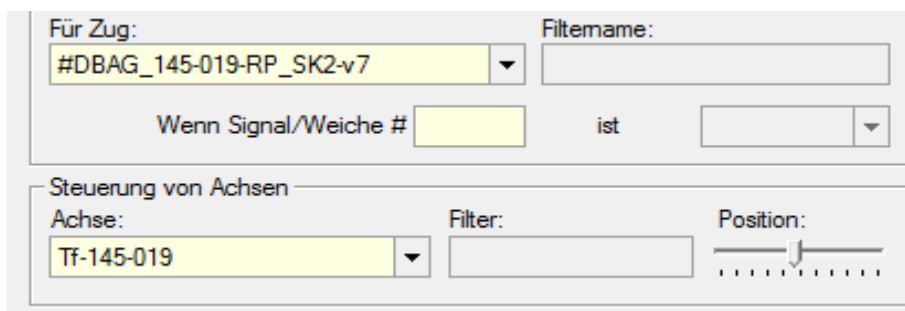 Für Zug: Filtername:
#DBAG_145-019-RP_SK2-v7
Wenn Signal/Weiche # ist
Steuerung von Achsen
Achse: Filter: Position:
Tf-145-019